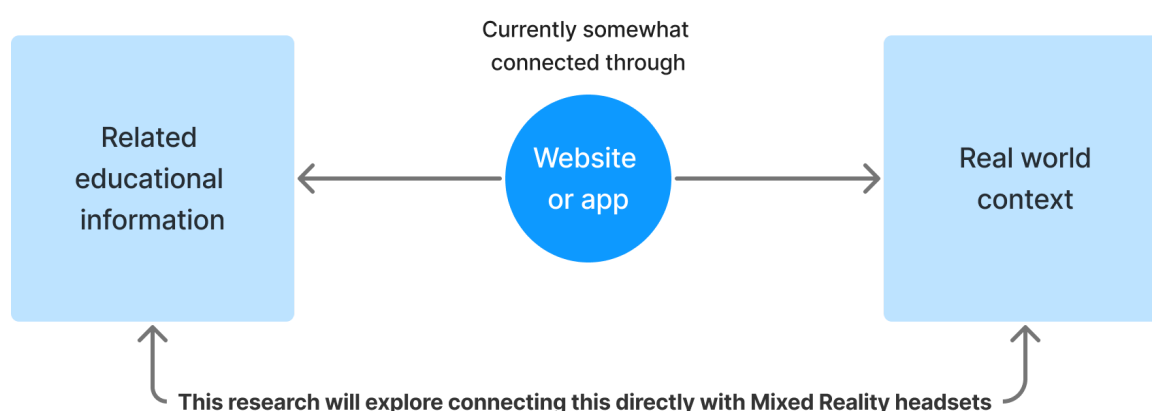 Currently somewhat
connected through
Related
educational
information
Website
or app
Real world
context
This research will explore connecting this directly with Mixed Reality headsets